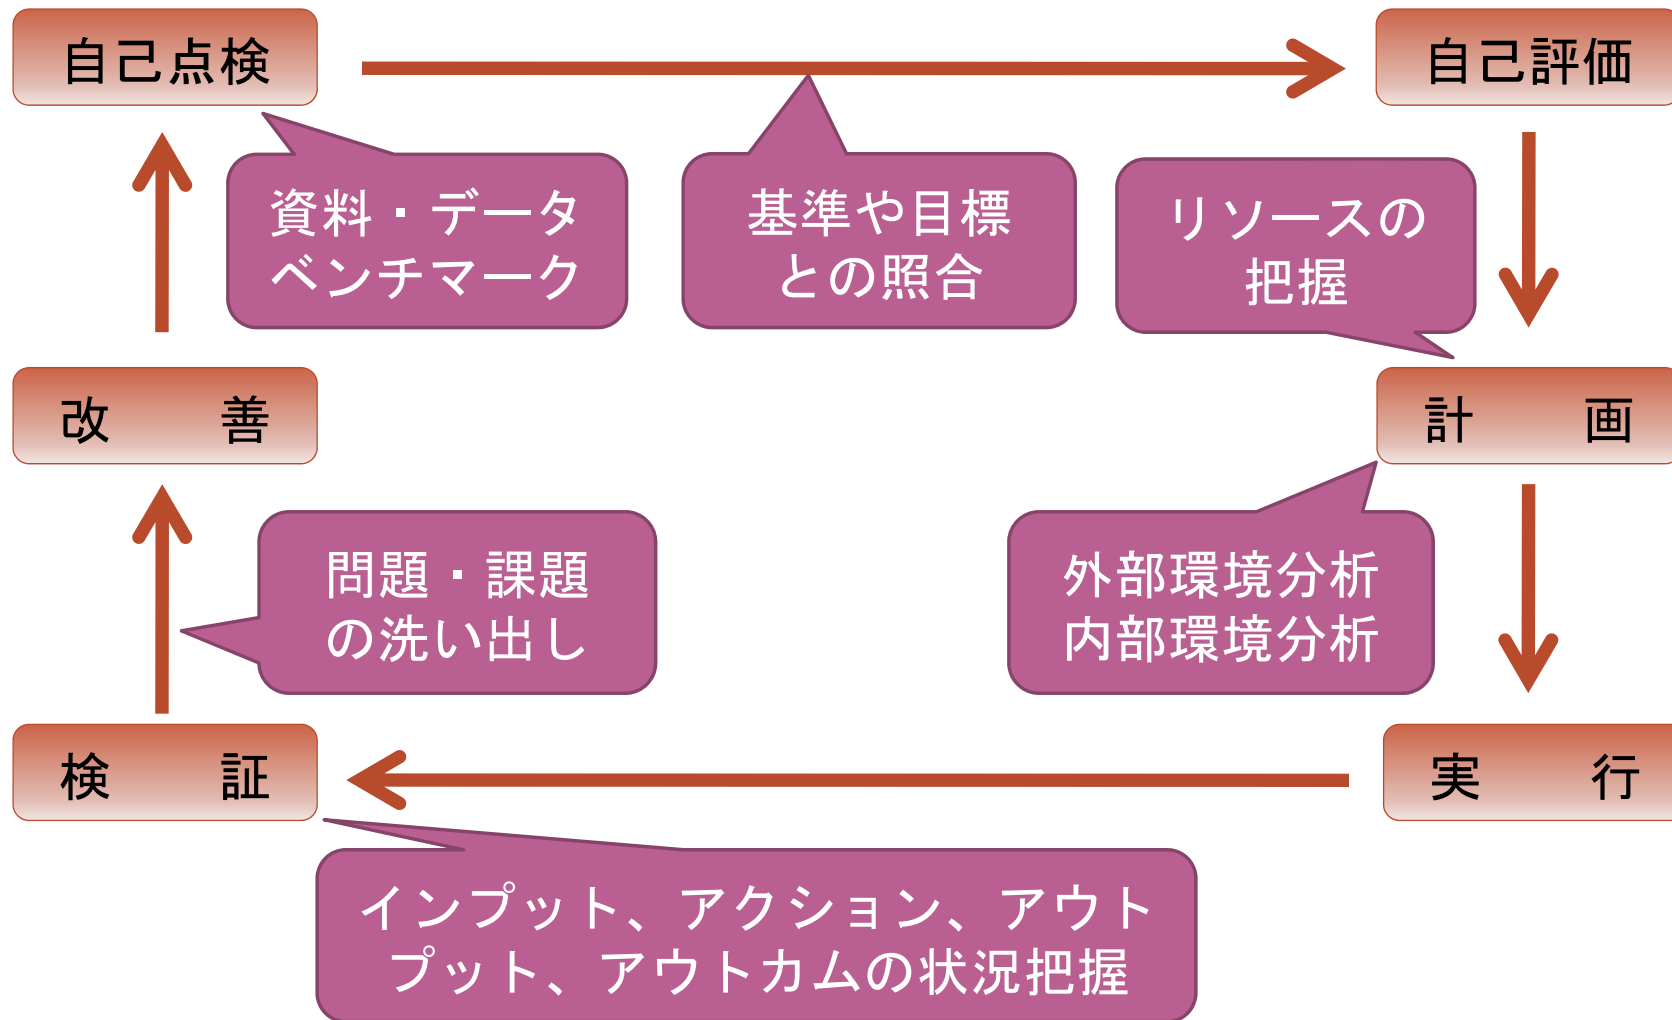 自己点検
自己評価
資料・データ
ベンチマーク
基準や目標
との照合
リソースの
把握
改　　善
計　　画
問題・課題
の洗い出し
外部環境分析
内部環境分析
検　　証
実　　行
インプット、アクション、アウト
プット、アウトカムの状況把握